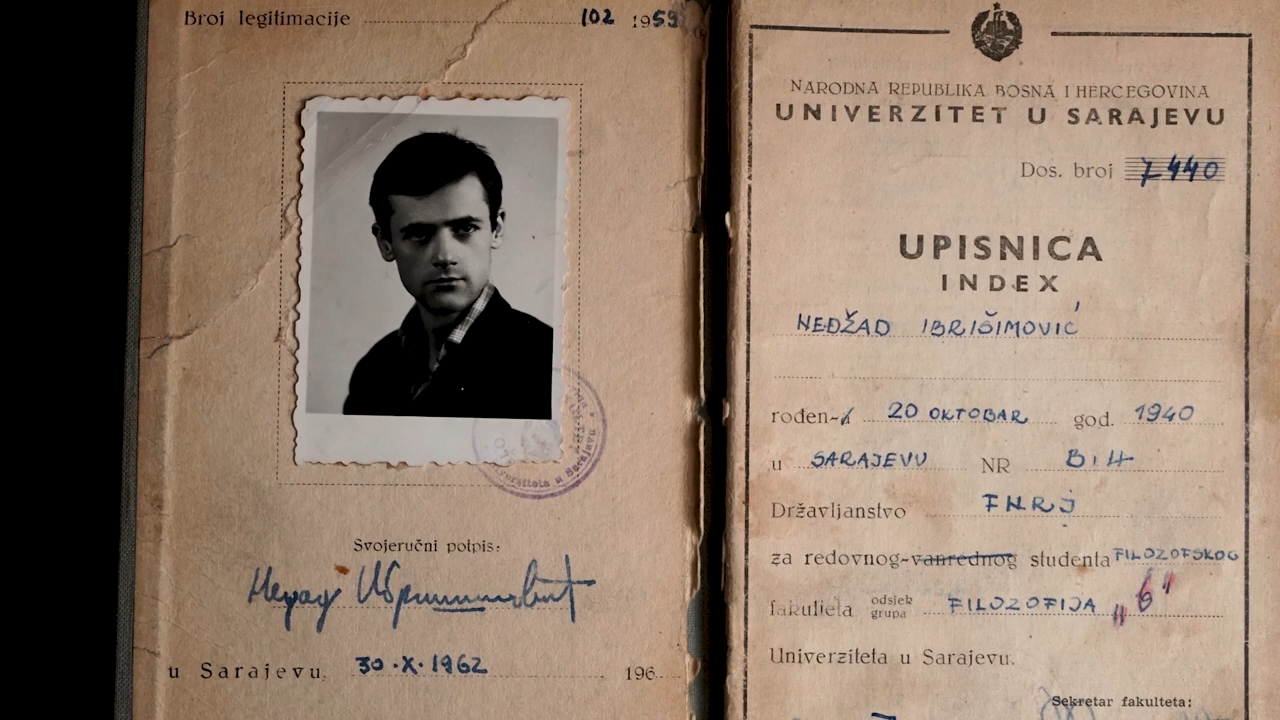 Broj legitimacije 102 1959
Svojeručni potpis:
u Sarajevu, 30.X.1962 196
NARODNA REPUBLIKA BOSNA I HERCEGOVINA
UNIVERZITET U SARAJEVU
Dos. broj 7440
UPISNICA
INDEX
NEDŽAD IBRIŠIMOVIĆ
rođen- 20 OKTOBAR god. 1940
u SARAJEVU NR BIH
Državljanstvo FNRJ
za redovnog-vanrednog studenta FILOZOFSKOG
fakulteta odsjek grupa FILOZOFIJA "6"
Univerziteta u Sarajevu.
Sekretar fakulteta: